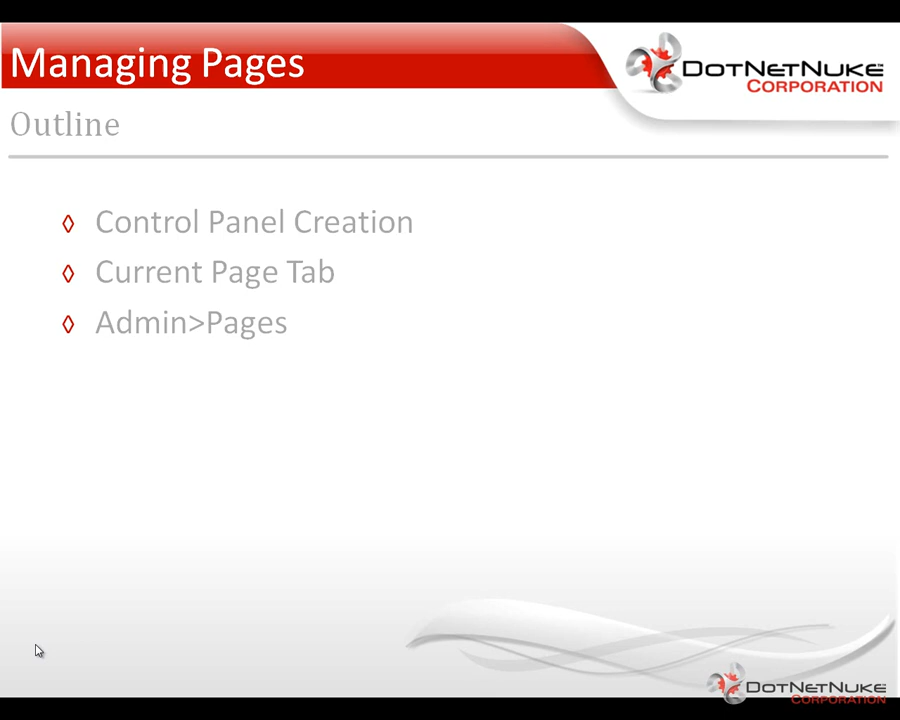 Managing Pages
DotNetNuke
Corporation
Outline
◊ Control Panel Creation
◊ Current Page Tab
◊ Admin>Pages
DotNetNuke
Corporation